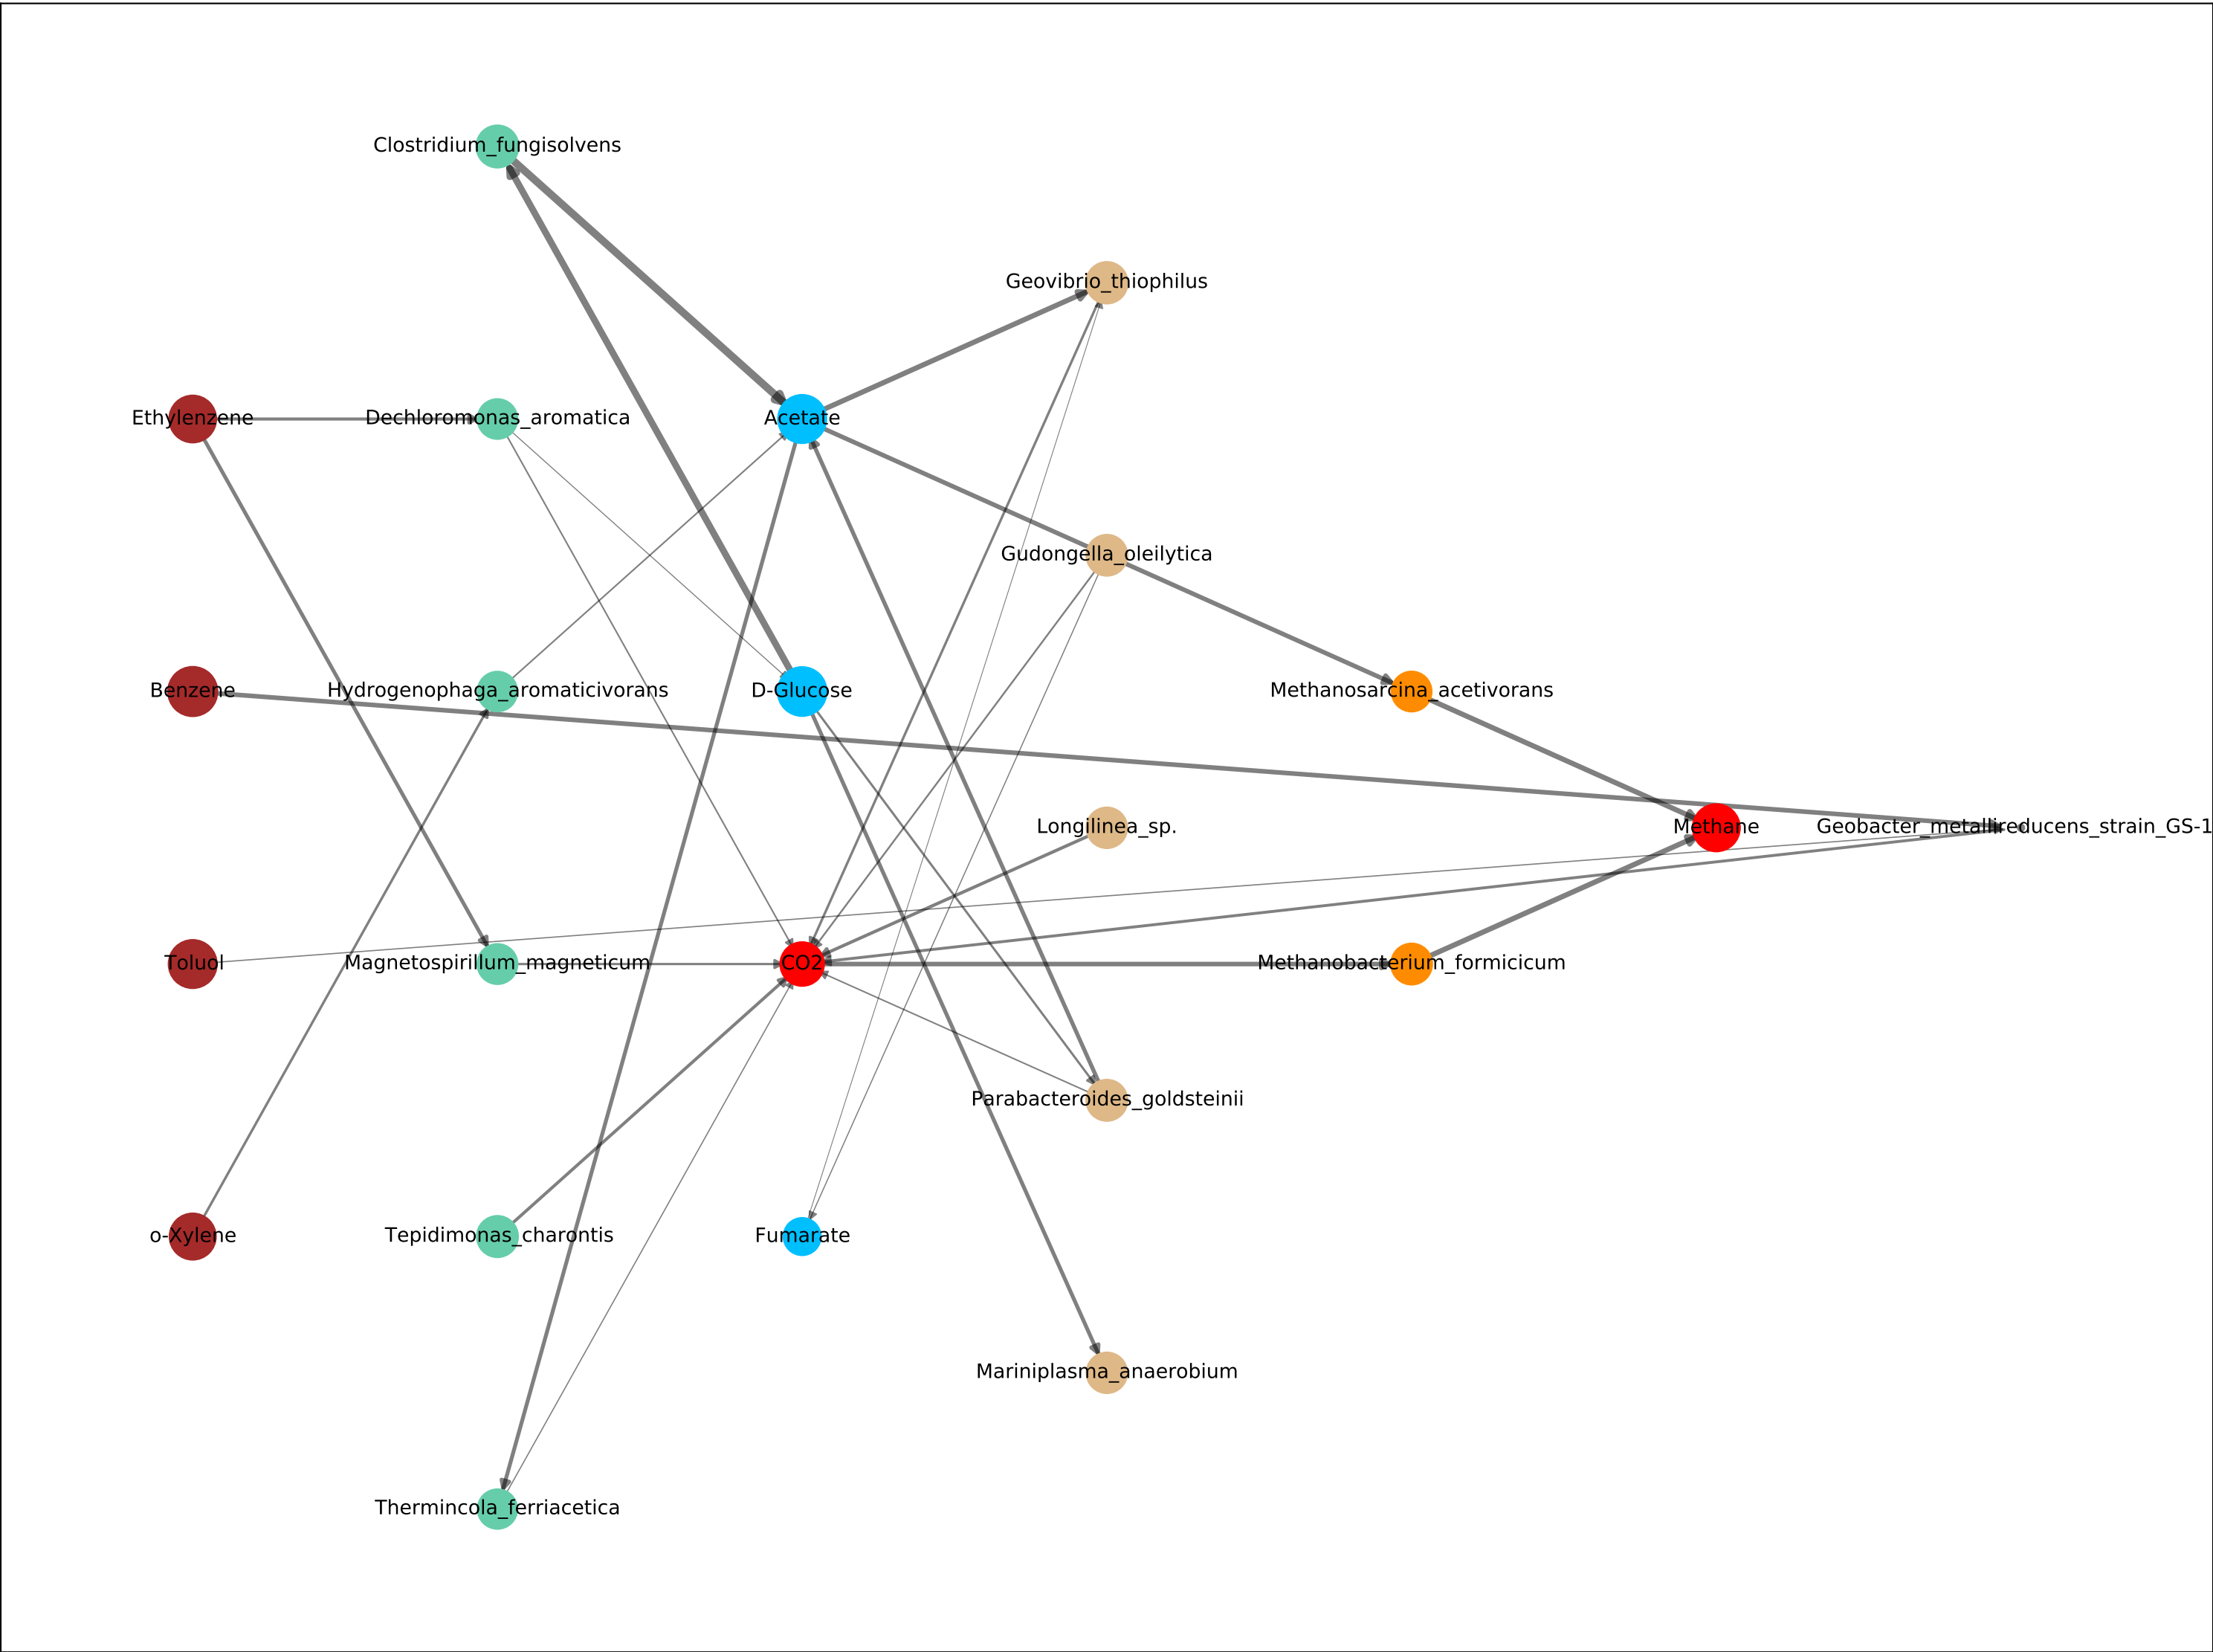 Clostridium_fungisolvens
Geovibrio_thiophilus
Ethylenzene
Dechloromonas_aromatica
Acetate
Gudongella_oleilytica
Benzene
Hydrogenophaga_aromaticivorans
D-Glucose
Methanosarcina_acetivorans
Longilinea_sp.
Methane
Geobacter_metallireducens_strain_GS-1
Toluol
Magnetospirillum_magneticum
CO2
Methanobacterium_formicicum
Parabacteroides_goldsteinii
o-Xylene
Tepidimonas_charontis
Fumarate
Mariniplasma_anaerobium
Thermincola_ferriacetica